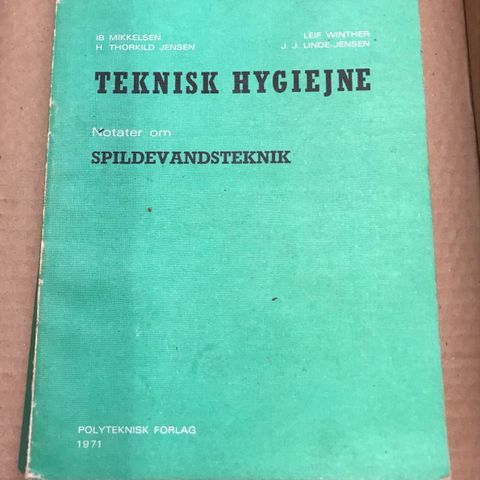 IB MIKKELSEN LEIF WINTHER
H. THORKILD JENSEN J. J. LINDE-JENSEN
TEKNISK HYGIEJNE
Notater om
SPILDEVANDSTEKNIK
POLYTEKNISK FORLAG
1971